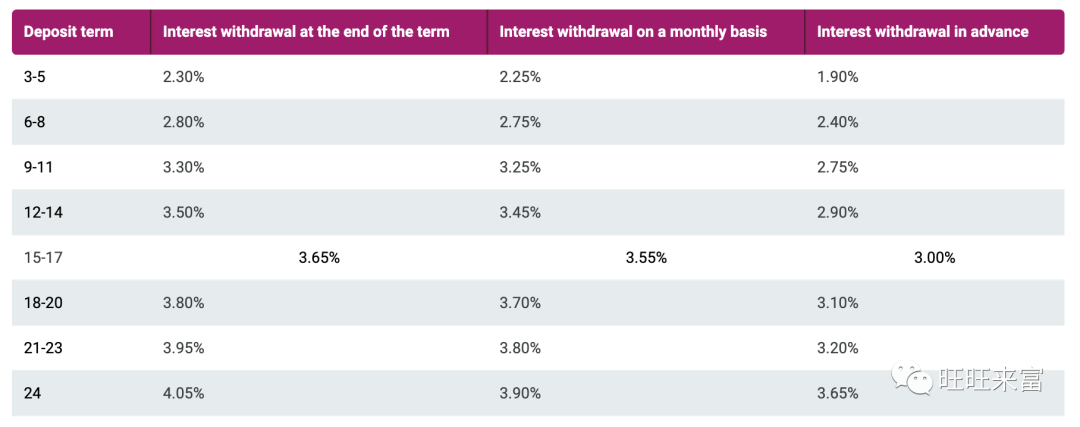 Deposit term Interest withdrawal at the end of the term Interest withdrawal on a monthly basis Interest withdrawal in advance
3-5 2.30% 2.25% 1.90%
6-8 2.80% 2.75% 2.40%
9-11 3.30% 3.25% 2.75%
12-14 3.50% 3.45% 2.90%
15-17 3.65% 3.55% 3.00%
18-20 3.80% 3.70% 3.10%
21-23 3.95% 3.80% 3.20%
24 4.05% 3.90% 3.65%
旺旺来富